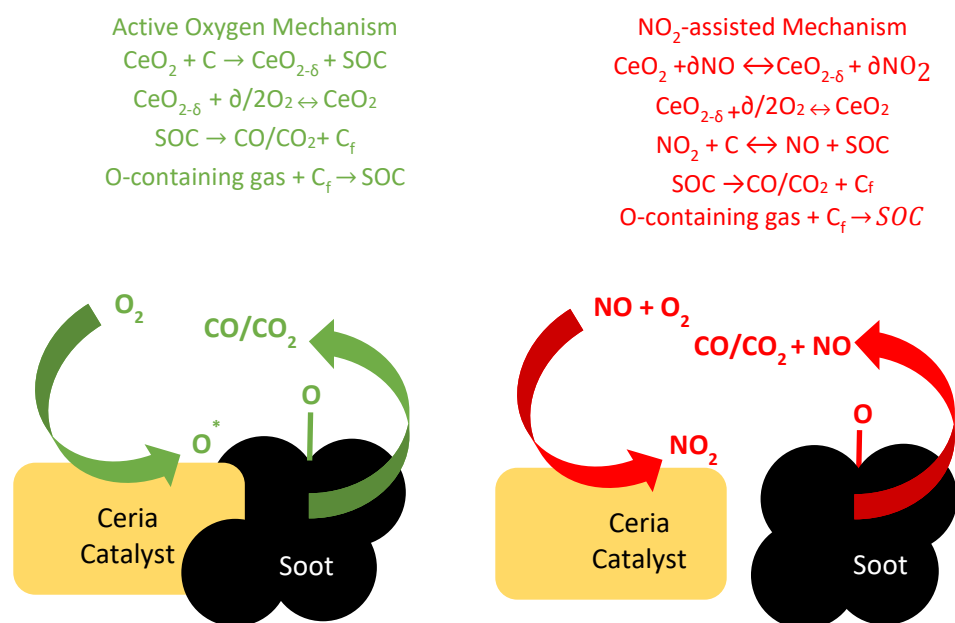 Active Oxygen Mechanism
CeO₂ + C → CeO₂₋δ + SOC
CeO₂₋δ + ∂/2O₂ ↔ CeO₂
SOC → CO/CO₂+ Cf
O-containing gas + Cf → SOC
NO₂-assisted Mechanism
CeO₂ +∂NO ↔CeO₂₋δ + ∂NO₂
CeO₂₋δ+∂/2O₂ ↔ CeO₂
NO₂ + C ↔ NO + SOC
SOC →CO/CO₂ + Cf
O-containing gas + Cf → SOC
O₂
CO/CO₂
O
O*
Ceria
Catalyst
Soot
NO + O₂
CO/CO₂ + NO
O
NO₂
Ceria
Catalyst
Soot